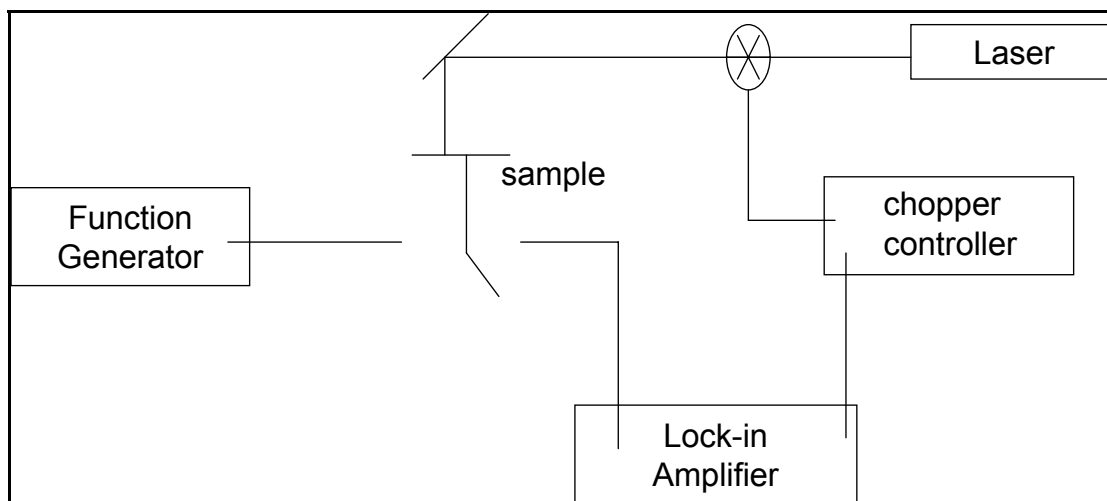 Laser
sample
Function
Generator
chopper
controller
Lock-in
Amplifier